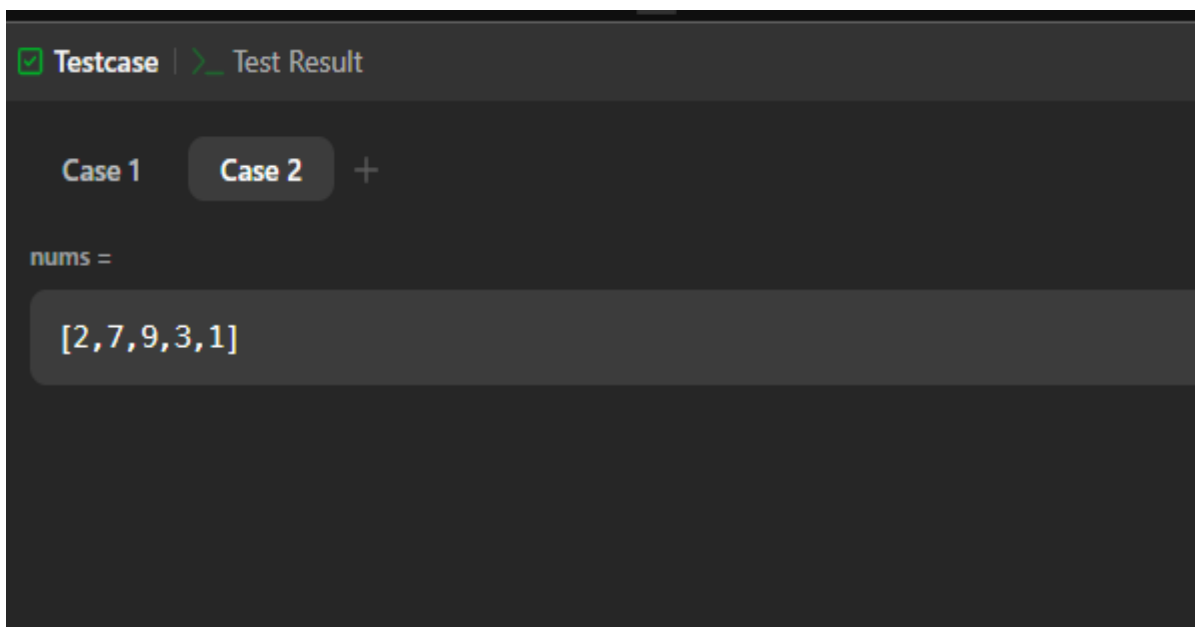 Testcase | >_ Test Result
Case 1 Case 2 +
nums =
[2,7,9,3,1]